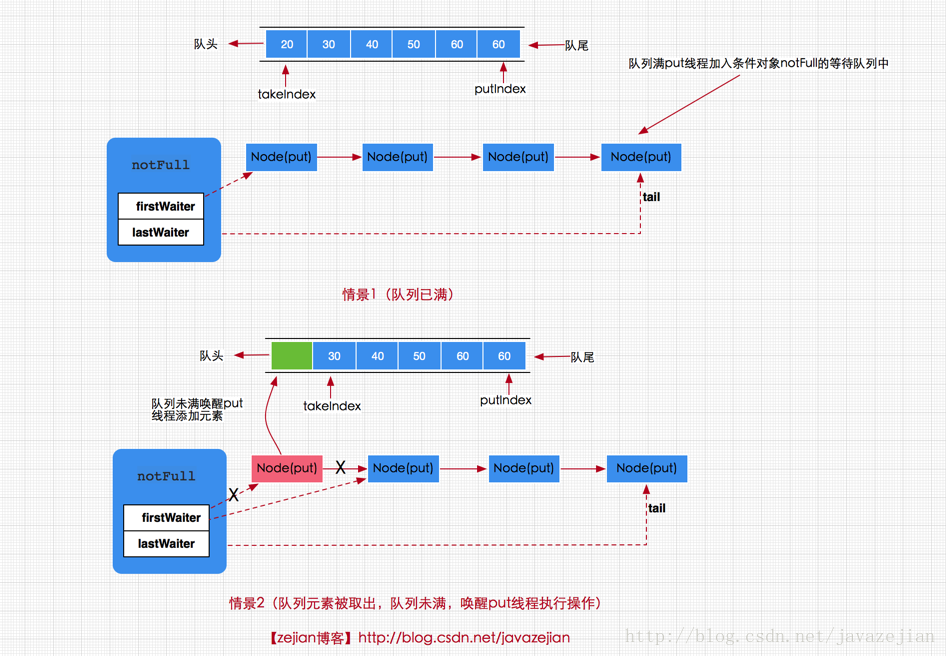 队头
20 30 40 50 60 60
队尾
takeIndex
putIndex
队列满put线程加入条件对象notFull的等待队列中
notFull
Node(put) Node(put) Node(put) Node(put)
firstWaiter
lastWaiter
tail
情景1（队列已满）
队头
30 40 50 60 60
队尾
队列未满唤醒put
线程添加元素
takeIndex
putIndex
notFull
Node(put) X Node(put) Node(put) Node(put)
X
firstWaiter
lastWaiter
tail
情景2（队列元素被取出，队列未满，唤醒put线程执行操作）
【zejian博客】http://blog.csdn.net/javazejian
http://blog.csdn.net/javazejian